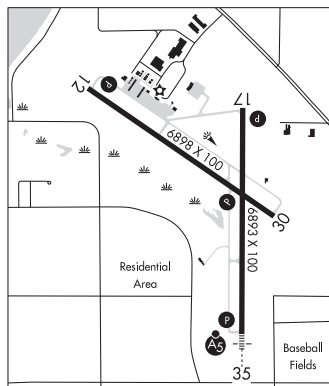 12
P
17
P
6898 X 100
P
30
6893 X 100
Residential
Area
P
A5
35
Baseball
Fields